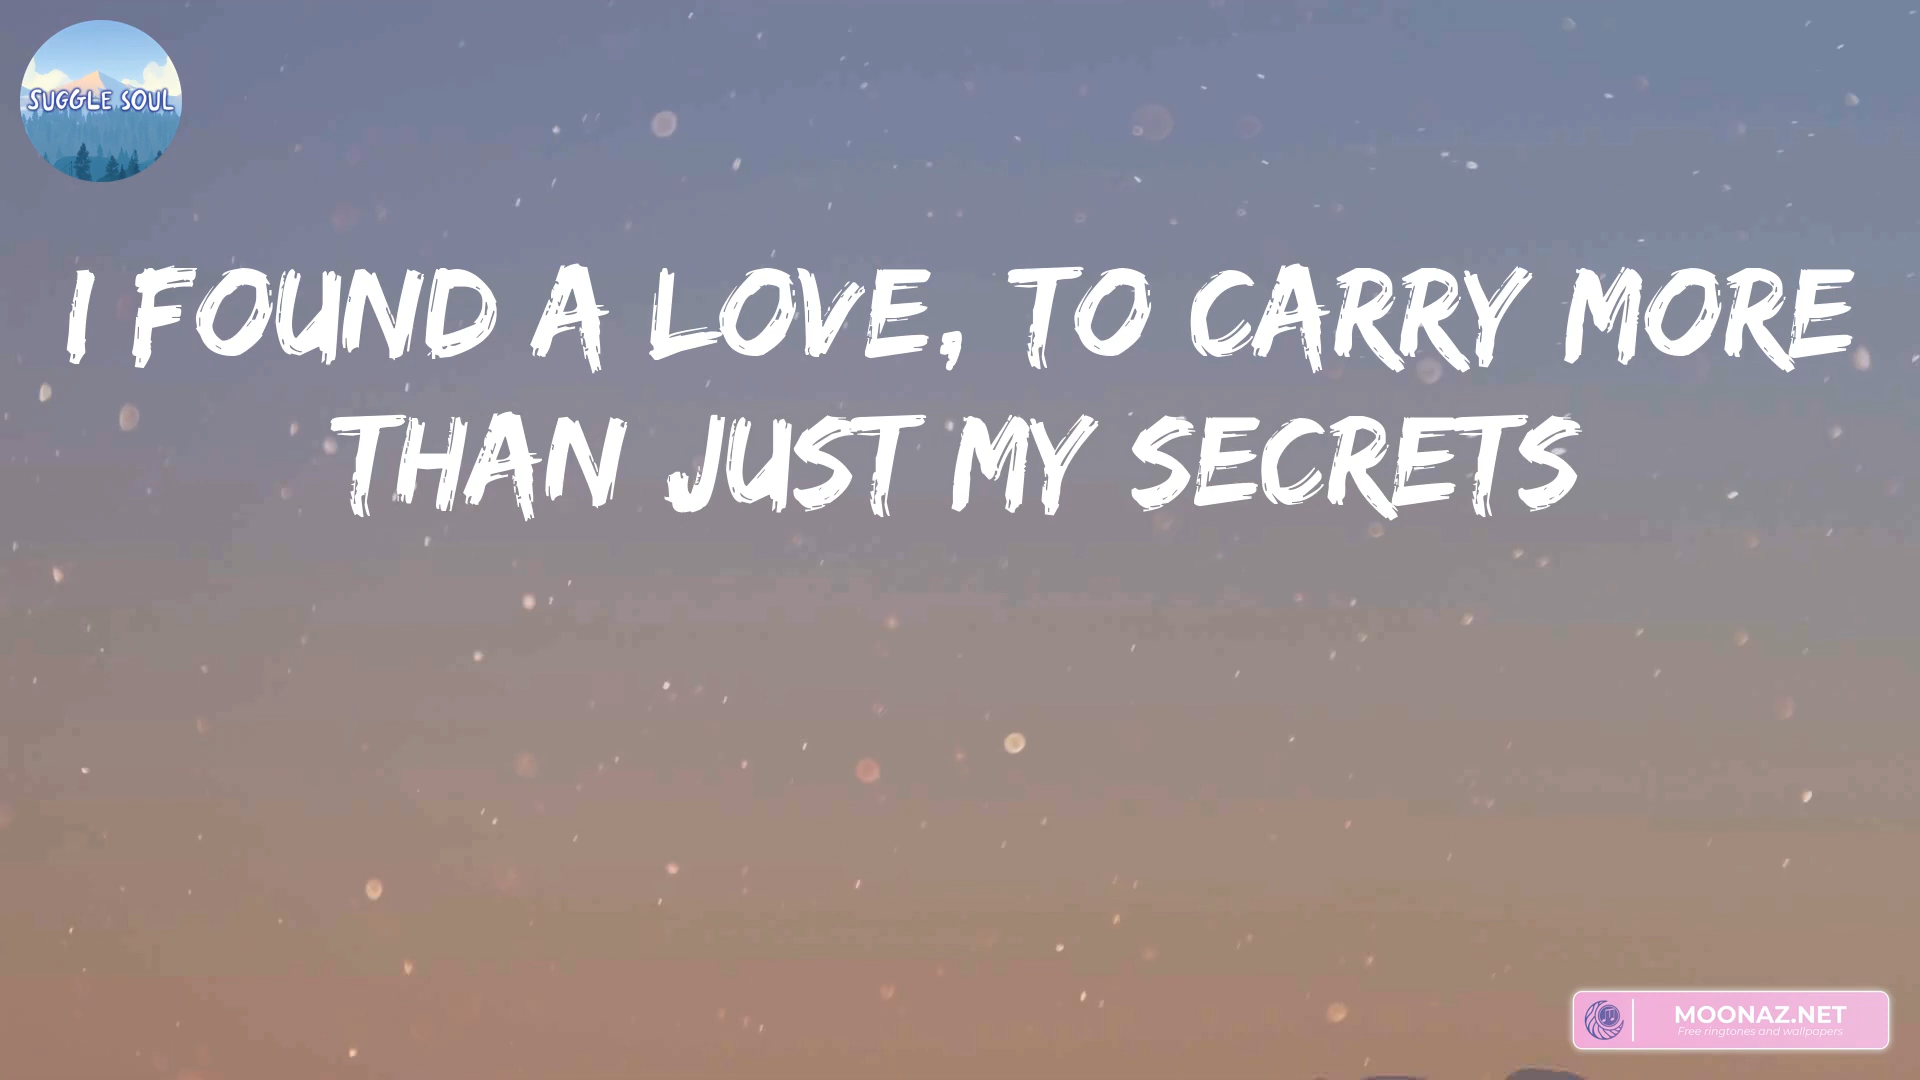 SUGGLE SOUL
I FOUND A LOVE, TO CARRY MORE
THAN JUST MY SECRETS
MOONAZ.NET
Free ringtones and wallpapers